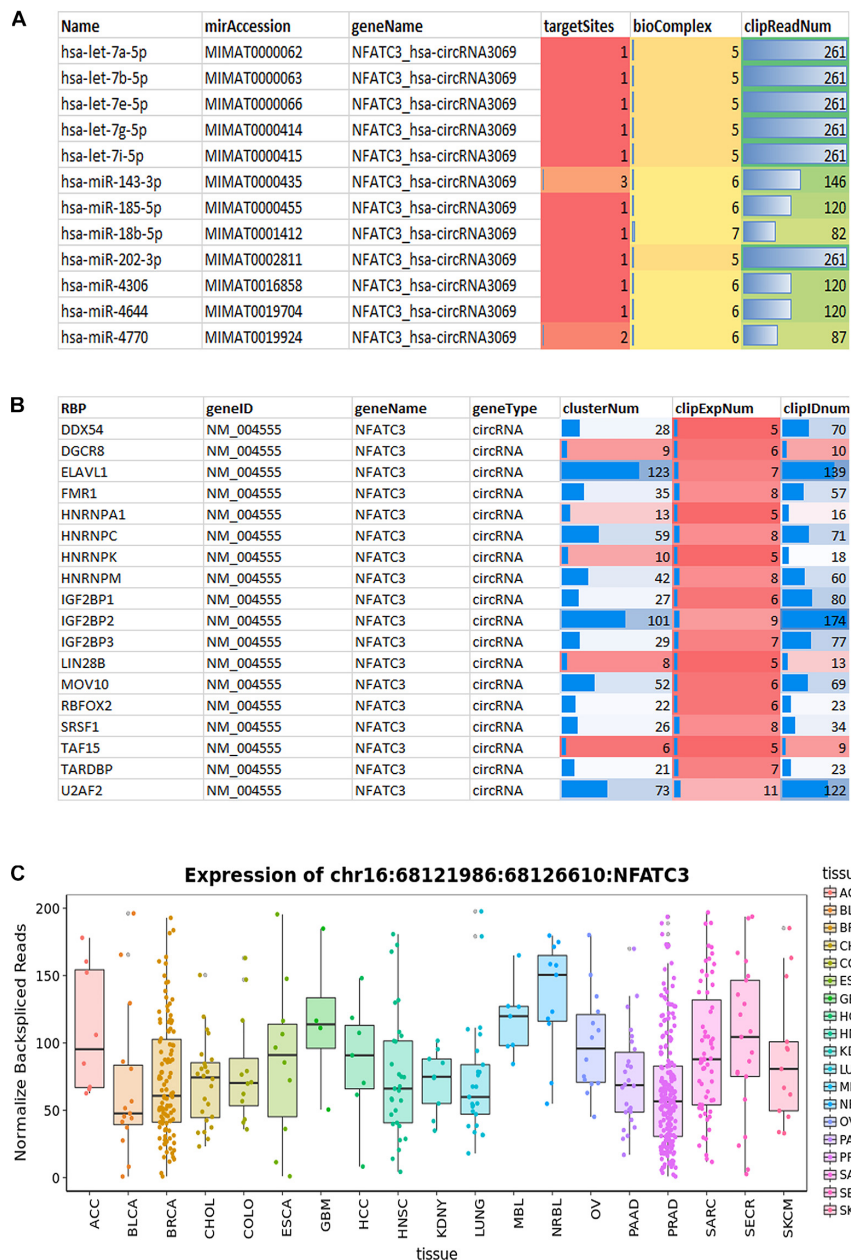 A
Name mirAccession geneName targetSites bioComplex clipReadNum
hsa-let-7a-5p MIMAT0000062 NFATC3_hsa-circRNA3069 1 5 261
hsa-let-7b-5p MIMAT0000063 NFATC3_hsa-circRNA3069 1 5 261
hsa-let-7e-5p MIMAT0000066 NFATC3_hsa-circRNA3069 1 5 261
hsa-let-7g-5p MIMAT0000414 NFATC3_hsa-circRNA3069 1 5 261
hsa-let-7i-5p MIMAT0000415 NFATC3_hsa-circRNA3069 1 5 261
hsa-miR-143-3p MIMAT0000435 NFATC3_hsa-circRNA3069 3 6 146
hsa-miR-185-5p MIMAT0000455 NFATC3_hsa-circRNA3069 1 6 120
hsa-miR-18b-5p MIMAT0001412 NFATC3_hsa-circRNA3069 1 7 82
hsa-miR-202-3p MIMAT0002811 NFATC3_hsa-circRNA3069 1 5 261
hsa-miR-4306 MIMAT0016858 NFATC3_hsa-circRNA3069 1 6 120
hsa-miR-4644 MIMAT0019704 NFATC3_hsa-circRNA3069 1 6 120
hsa-miR-4770 MIMAT0019924 NFATC3_hsa-circRNA3069 2 6 87
B
RBP geneID geneName geneType clusterNum clipExpNum clipIDnum
DDX54 NM_004555 NFATC3 circRNA 28 5 70
DGCR8 NM_004555 NFATC3 circRNA 9 6 10
ELAVL1 NM_004555 NFATC3 circRNA 123 7 139
FMR1 NM_004555 NFATC3 circRNA 35 8 57
HNRNPA1 NM_004555 NFATC3 circRNA 13 5 16
HNRNPC NM_004555 NFATC3 circRNA 59 8 71
HNRNPK NM_004555 NFATC3 circRNA 10 5 18
HNRNPM NM_004555 NFATC3 circRNA 42 8 60
IGF2BP1 NM_004555 NFATC3 circRNA 27 6 80
IGF2BP2 NM_004555 NFATC3 circRNA 101 9 174
IGF2BP3 NM_004555 NFATC3 circRNA 29 7 77
LIN28B NM_004555 NFATC3 circRNA 8 5 13
MOV10 NM_004555 NFATC3 circRNA 52 6 69
RBFOX2 NM_004555 NFATC3 circRNA 22 6 23
SRSF1 NM_004555 NFATC3 circRNA 26 8 34
TAF15 NM_004555 NFATC3 circRNA 6 5 9
TARDBP NM_004555 NFATC3 circRNA 21 7 23
U2AF2 NM_004555 NFATC3 circRNA 73 11 122
C
Expression of chr16:68121986:68126610:NFATC3
Normalize Backspliced Reads
200
150
100
50
0
ACC BLCA BRCA CHOL COLO ESCA GBM HCC HNSC KDNY LUNG MBL NRBL OV PAAD PRAD SARC SECR SKCM
tissue